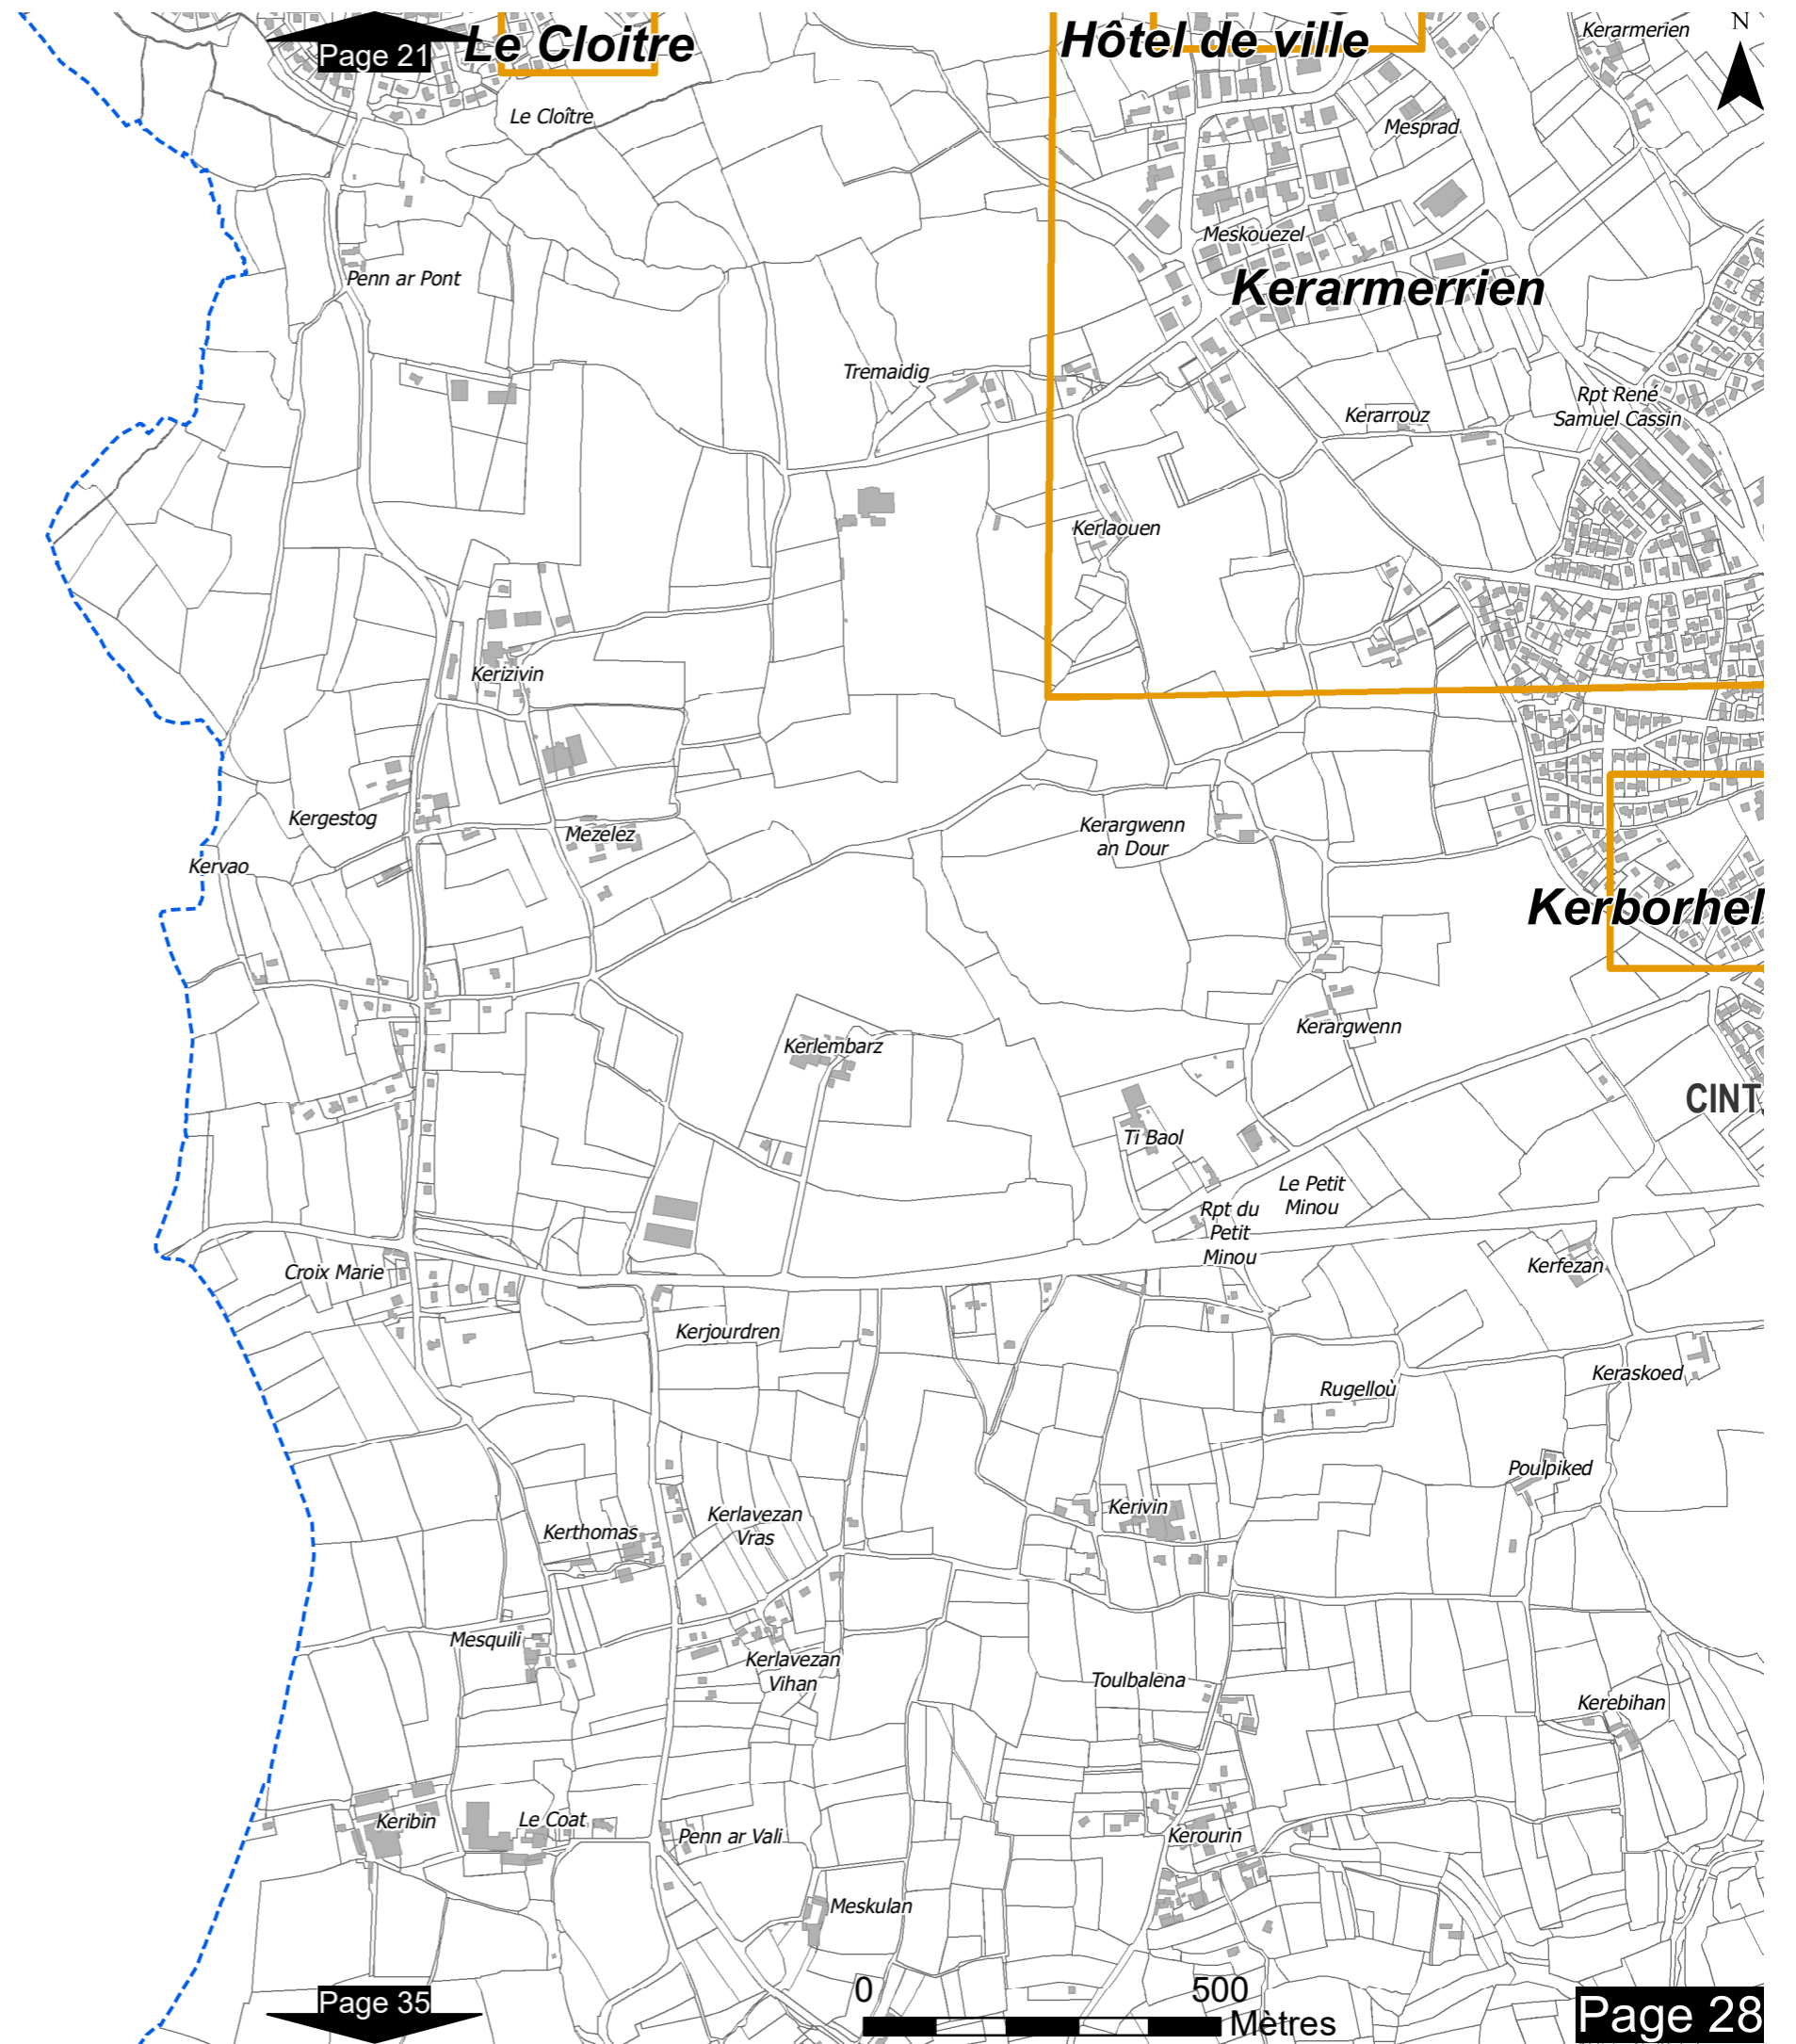 Page 21
Le Cloitre
Hôtel de ville
Kerarmerien
N
Le Cloître
Mesprad
Meskouezel
Penn ar Pont
Kerarmerrien
Tremaidig
Rpt René
Samuel Cassin
Kerarrouz
Kerlaouen
Kerizivin
Kergestog
Mezelez
Kerargwenn
an Dour
Kervao
Kerborhel
Kerargwenn
Kerlembarz
CINT
Ti Baol
Le Petit
Minou
Rpt du
Petit
Minou
Croix Marie
Kerfezan
Kerjourdren
Keraskoed
Rugelloù
Poulpiked
Kerivin
Kerlavezan
Vras
Kerthomas
Mesquili
Kerlavezan
Vihan
Toulbalena
Kerebihan
Keribin
Le Coat
Penn ar Vali
Kerourin
Meskulan
Page 35
0
500
Mètres
Page 28